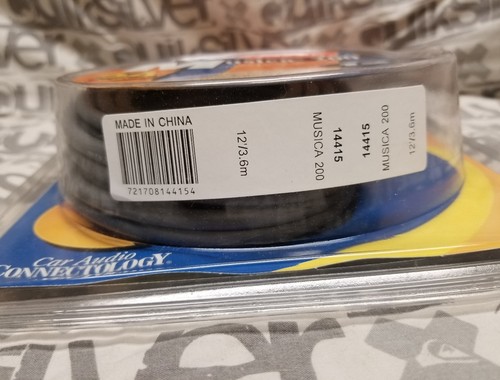 MADE IN CHINA
721708144154
12'/3.6m
MUSICA 200
14415
14415
MUSICA 200
12'/3.6m
Car Audio
CONNECTOLOGY®
quiksilver